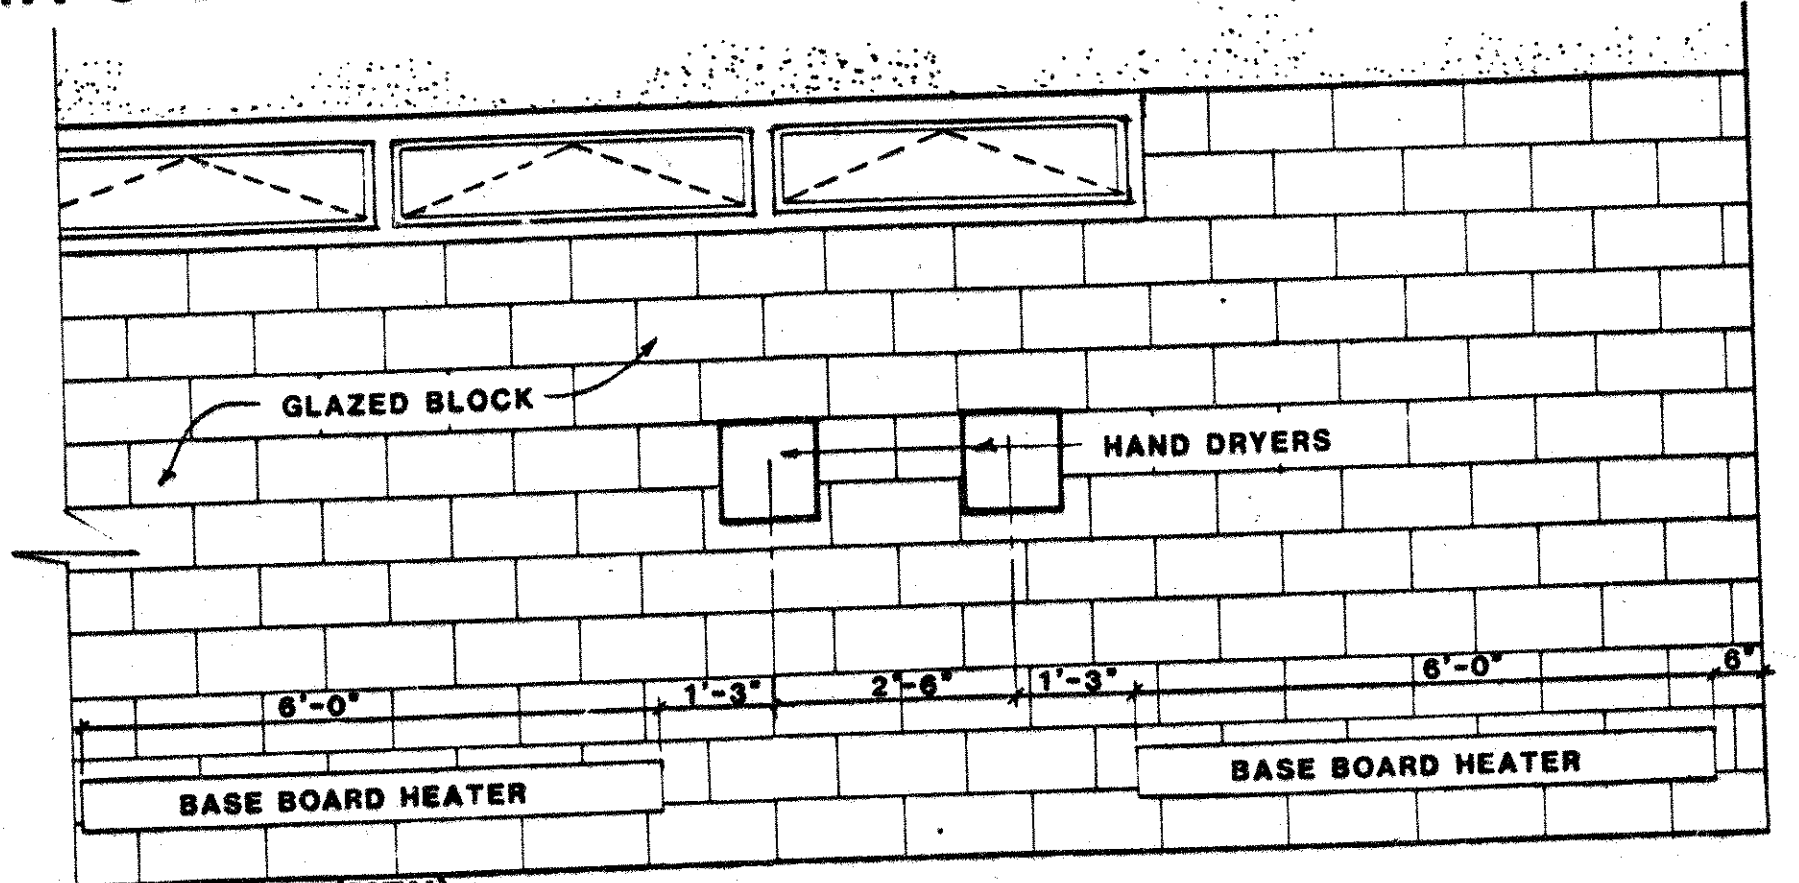 GLAZED BLOCK
HAND DRYERS
6'-0" 1'-3" 2'-6" 1'-3" 6'-0" 6"
BASE BOARD HEATER
BASE BOARD HEATER